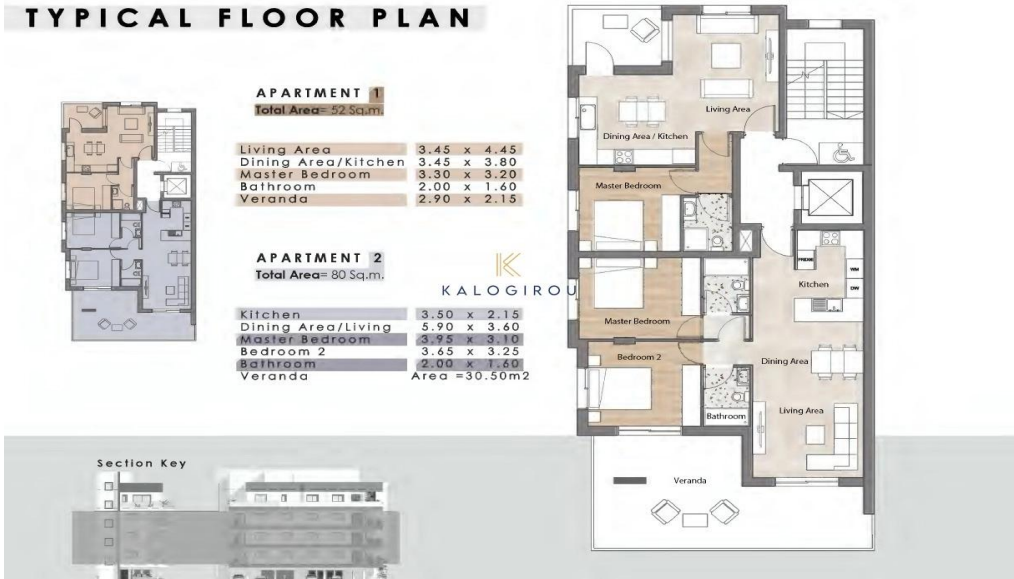 TYPICAL FLOOR PLAN
APARTMENT 1
Total Area= 52 Sq.m.
Living Area 3.45 x 4.45
Dining Area/Kitchen 3.45 x 3.80
Master Bedroom 3.30 x 3.20
Bathroom 2.00 x 1.60
Veranda 2.90 x 2.15
APARTMENT 2
Total Area= 80 Sq.m.
KALOGIROU
Kitchen 3.50 x 2.15
Dining Area/Living 5.90 x 3.60
Master Bedroom 3.95 x 3.10
Bedroom 2 3.65 x 3.25
Bathroom 2.00 x 1.60
Veranda Area =30.50m2
Section Key
Living Area
Dining Area / Kitchen
Master Bedroom
FRIDGE
WM
Kitchen
DW
Master Bedroom
Bedroom 2
Dining Area
Living Area
Bathroom
Veranda